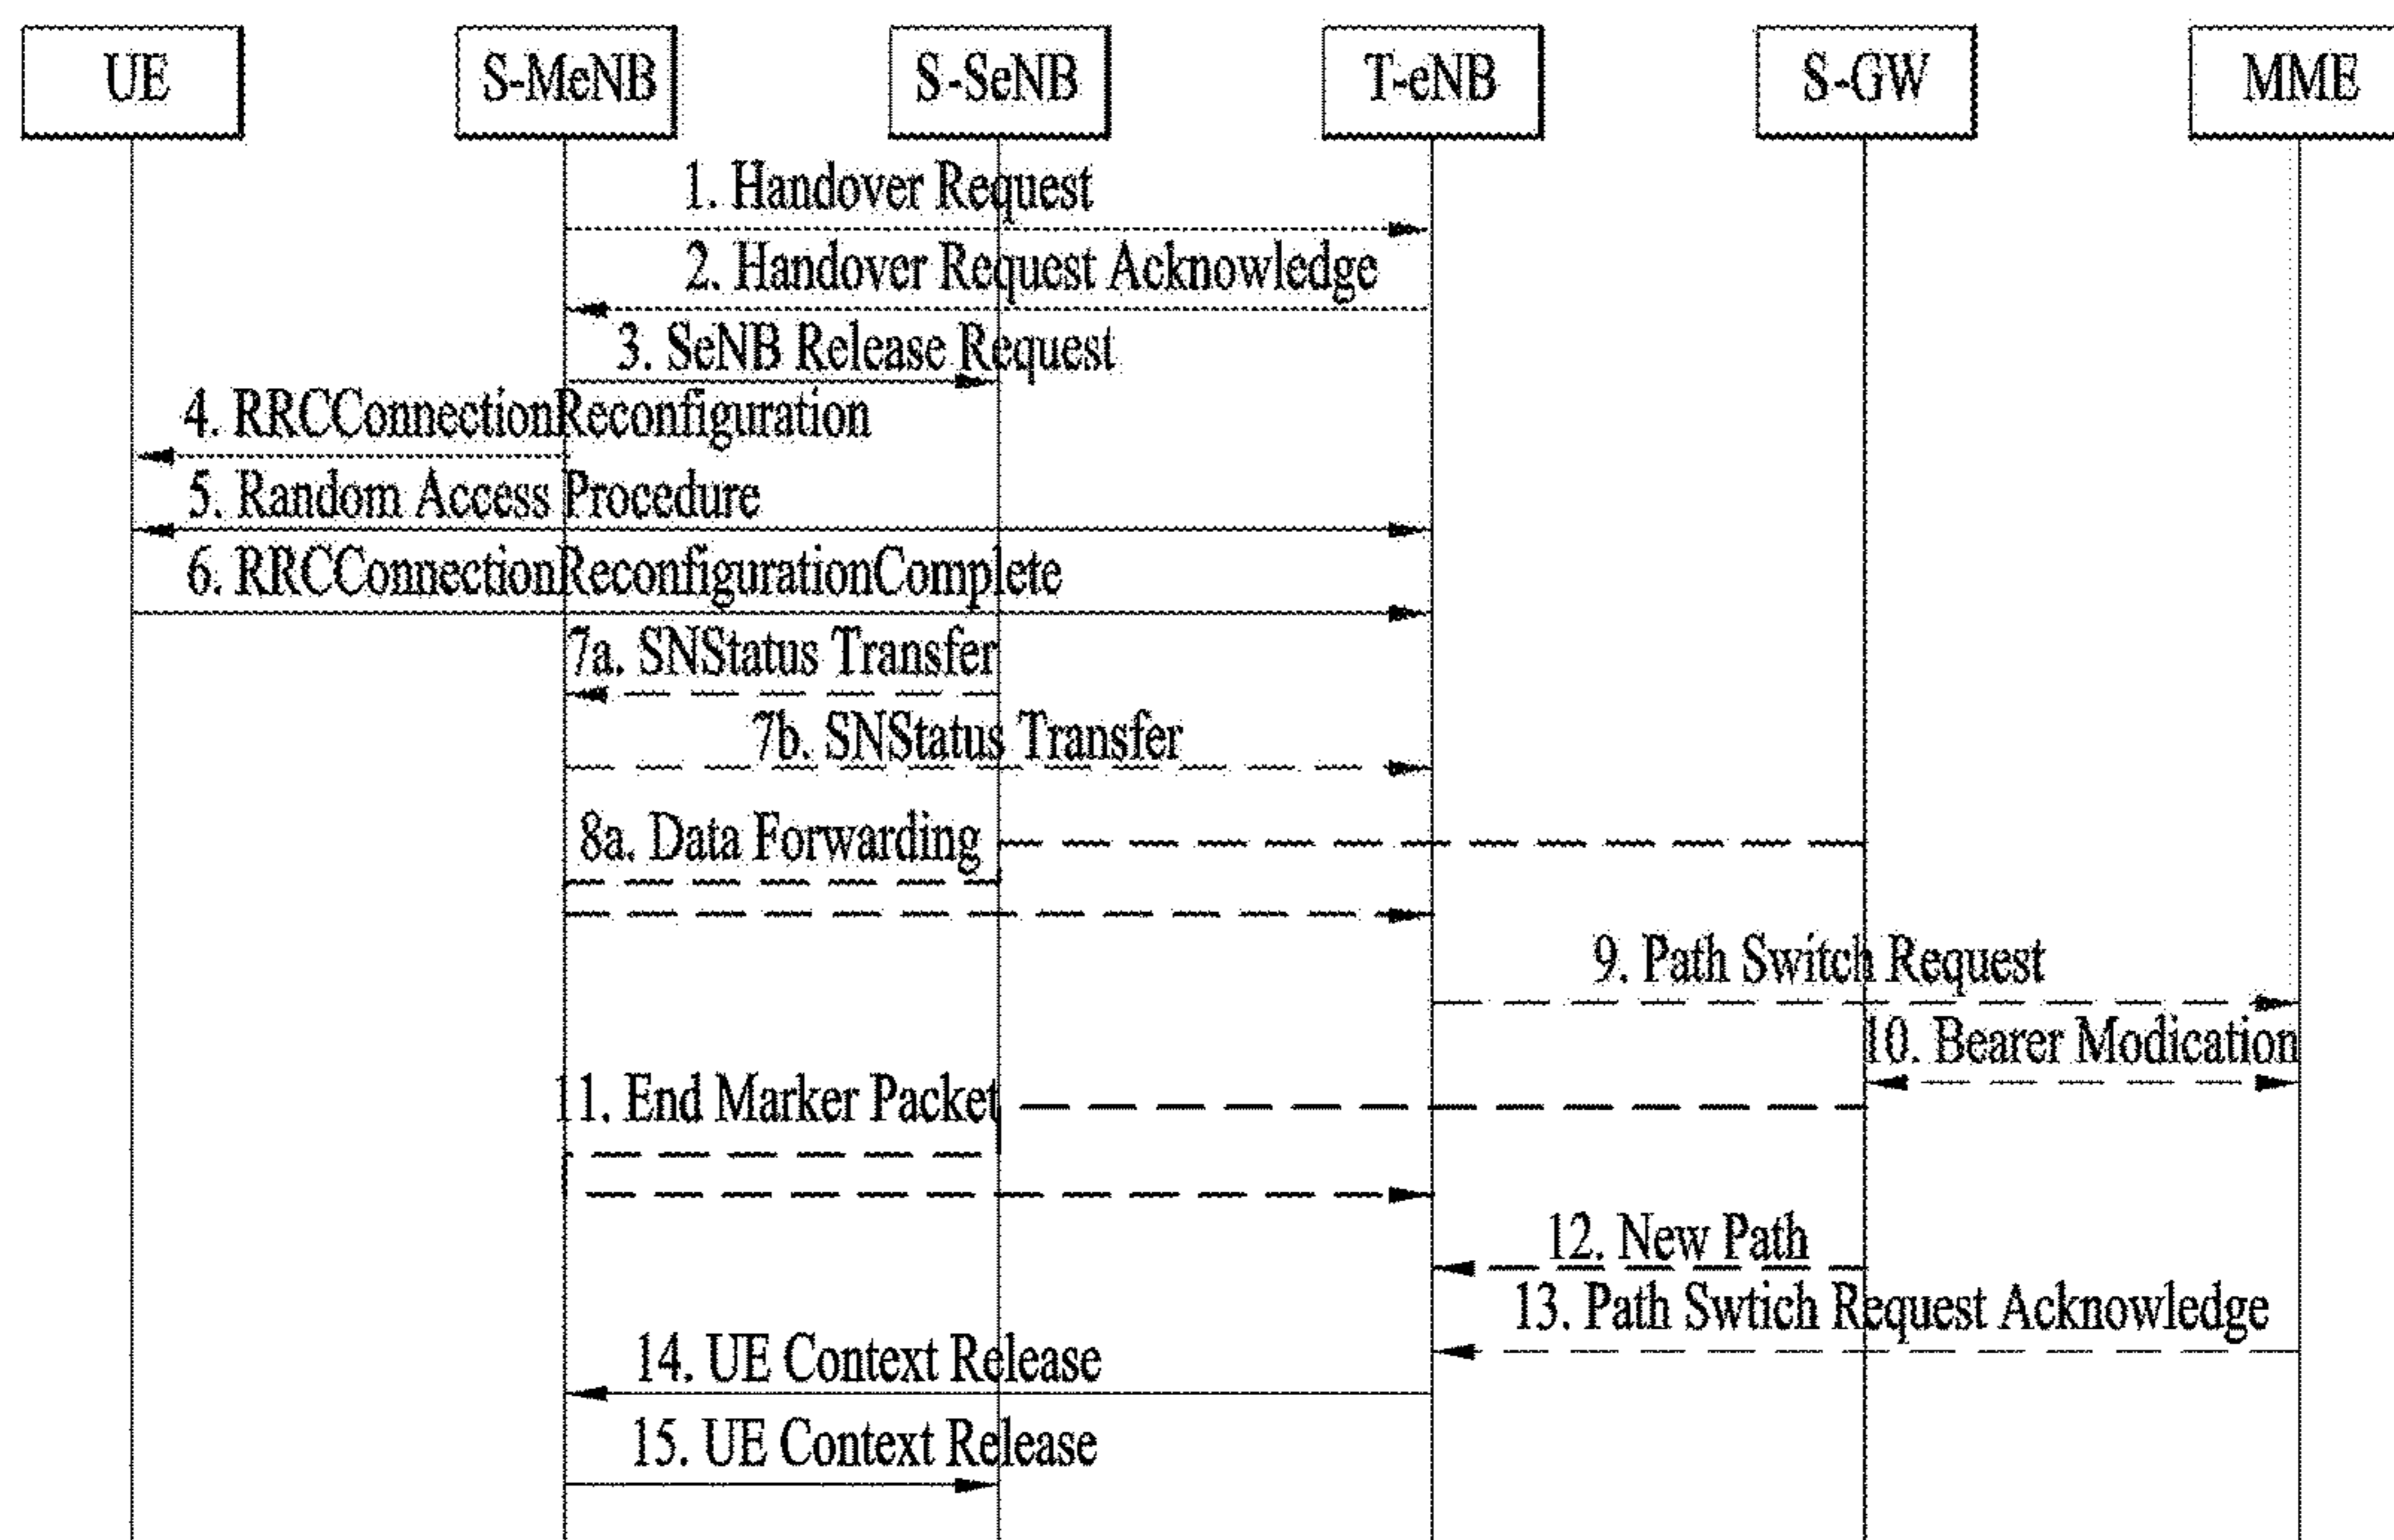 UE
S-MeNB
S-SeNB
T-eNB
S-GW
MME
1. Handover Request
2. Handover Request Acknowledge
3. SeNB Release Request
4. RRCConnectionReconfiguration
5. Random Access Procedure
6. RRCConnectionReconfigurationComplete
7a. SNStatus Transfer
7b. SNStatus Transfer
8a. Data Forwarding
9. Path Switch Request
10. Bearer Modication
11. End Marker Packet
12. New Path
13. Path Swtich Request Acknowledge
14. UE Context Release
15. UE Context Release